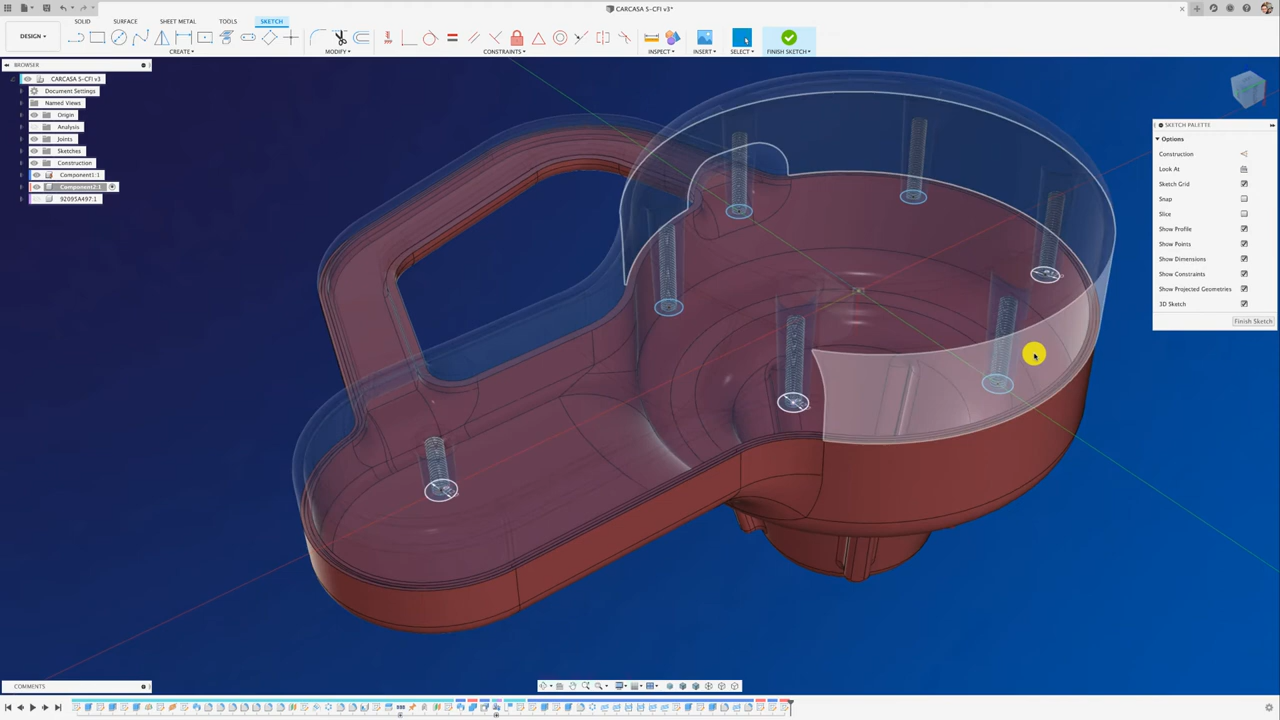 CARCASA S-CFI v3*
SOLID SURFACE SHEET METAL TOOLS SKETCH
DESIGN
CREATE MODIFY CONSTRAINTS INSPECT INSERT SELECT FINISH SKETCH
BROWSER
CARCASA S-CFI v3
Document Settings
Named Views
Origin
Analysis
Joints
Sketches
Construction
Component1:1
Component2:1
92095A497:1
SKETCH PALETTE
Options
Construction
Look At
Sketch Grid
Snap
Slice
Show Profile
Show Points
Show Dimensions
Show Constraints
Show Projected Geometries
3D Sketch
Finish Sketch
COMMENTS